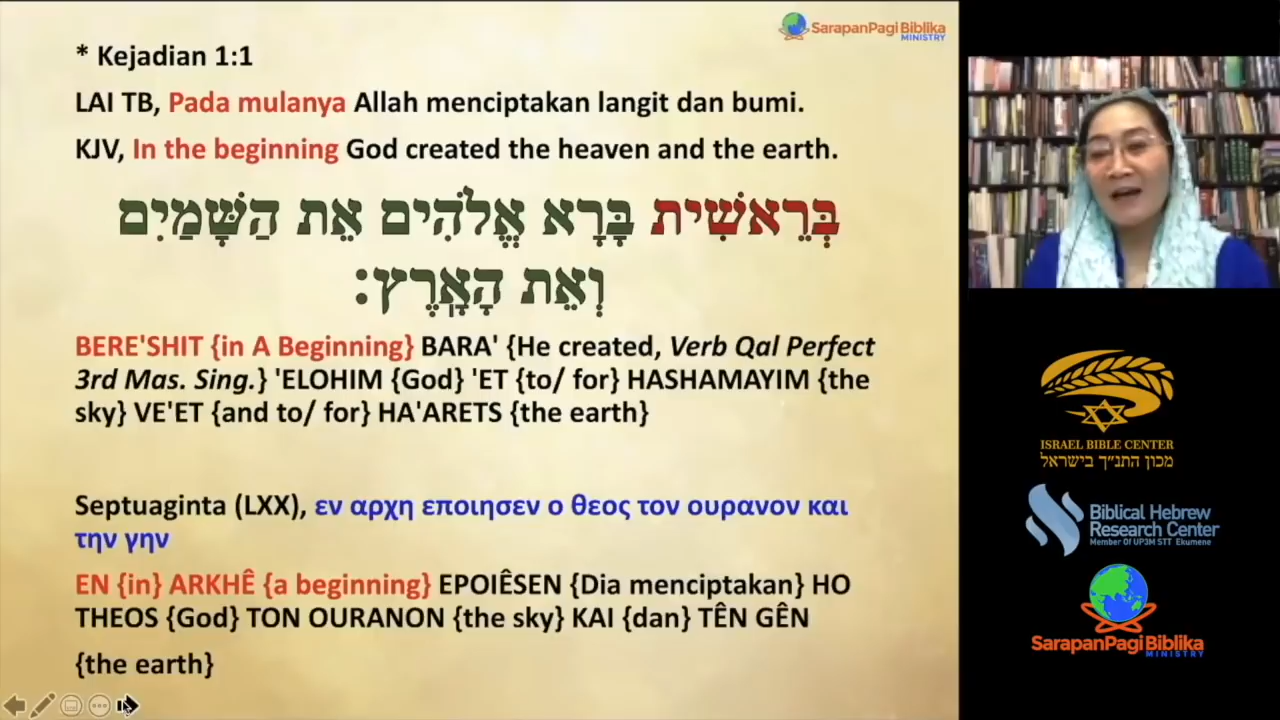 SarapanPagi Biblika
MINISTRY
* Kejadian 1:1
LAI TB, Pada mulanya Allah menciptakan langit dan bumi.
KJV, In the beginning God created the heaven and the earth.
בְּרֵאשִׁית בָּרָא אֱלֹהִים אֵת הַשָּׁמַיִם
וְאֵת הָאָֽרֶץ׃
BERE'SHIT {in A Beginning} BARA' {He created, Verb Qal Perfect
3rd Mas. Sing.} 'ELOHIM {God} 'ET {to/ for} HASHAMAYIM {the
sky} VE'ET {and to/ for} HA'ARETS {the earth}
Septuaginta (LXX), εν αρχη εποιησεν ο θεος τον ουρανον και
την γην
EN {in} ARKHÊ {a beginning} EPOIÊSEN {Dia menciptakan} HO
THEOS {God} TON OURANON {the sky} KAI {dan} TÊN GÊN
{the earth}
ISRAEL BIBLE CENTER
מכון התנ״ך בישראל
Biblical Hebrew
Research Center
Member Of UP3M STT Ekumene
SarapanPagi Biblika
MINISTRY